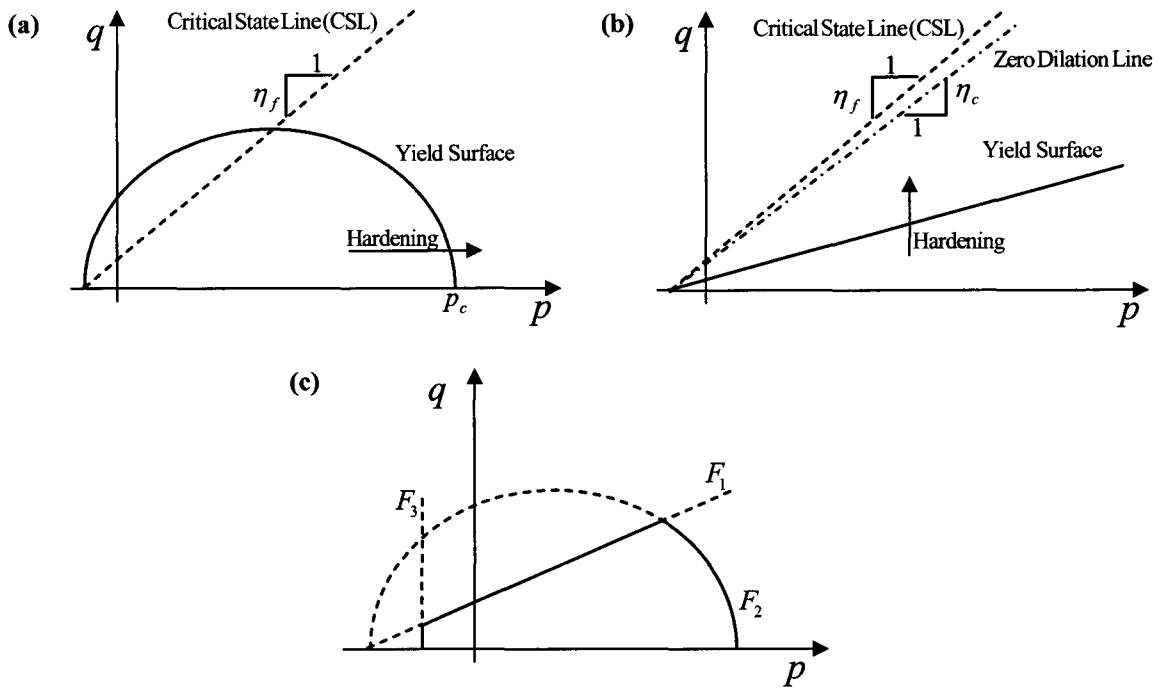 (a)
q
Critical State Line (CSL)
1
η_f
Yield Surface
Hardening
p_c
p
(b)
q
Critical State Line (CSL)
Zero Dilation Line
1
η_f
η_c
1
Yield Surface
Hardening
p
(c)
q
F_1
F_3
F_2
p